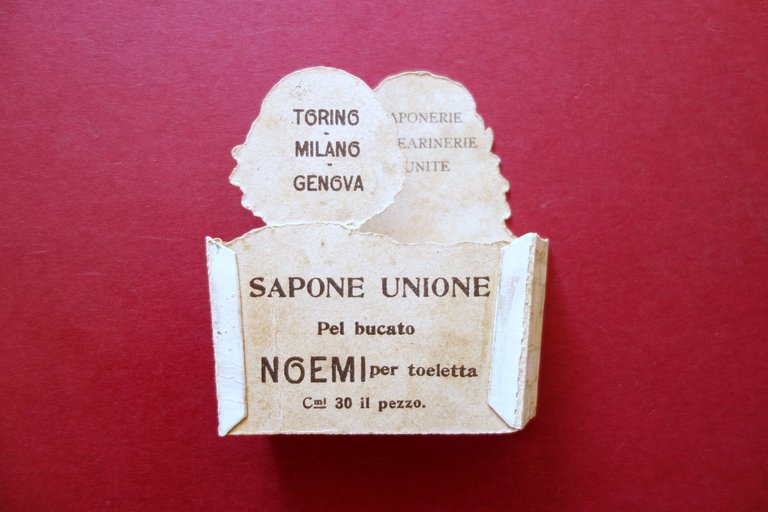 TORINO
-
MILANO
-
GENOVA
APONERIE
EARINERIE
UNITE
SAPONE UNIONE
Pel bucato
NOEMI per toeletta
Cmi 30 il pezzo.